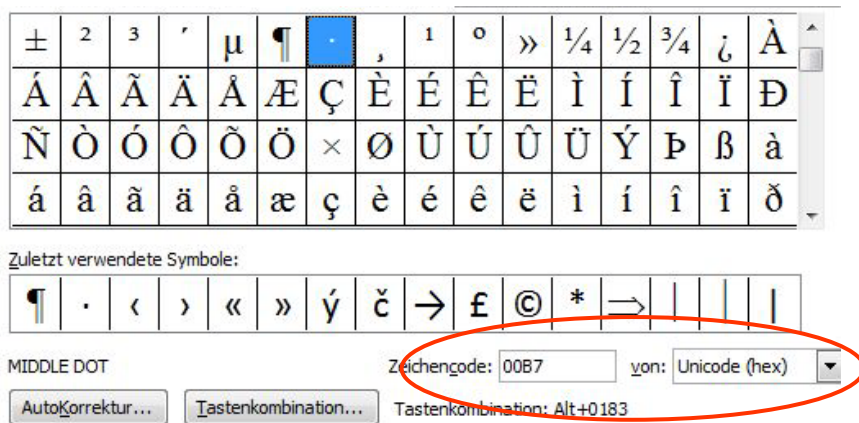 ± ² ³ ´ µ ¶ · ¸ ¹ º » ¼ ½ ¾ ¿ À
Á Â Ã Ä Å Æ Ç È É Ê Ë Ì Í Î Ï Ð
Ñ Ò Ó Ô Õ Ö × Ø Ù Ú Û Ü Ý Þ ß à
á â ã ä å æ ç è é ê ë ì í î ï ð
Zuletzt verwendete Symbole:
¶ · ‹ › « » ý č → £ © * ⇒ | | |
MIDDLE DOT Zeichencode: 00B7 von: Unicode (hex)
AutoKorrektur... Tastenkombination... Tastenkombination: Alt+0183